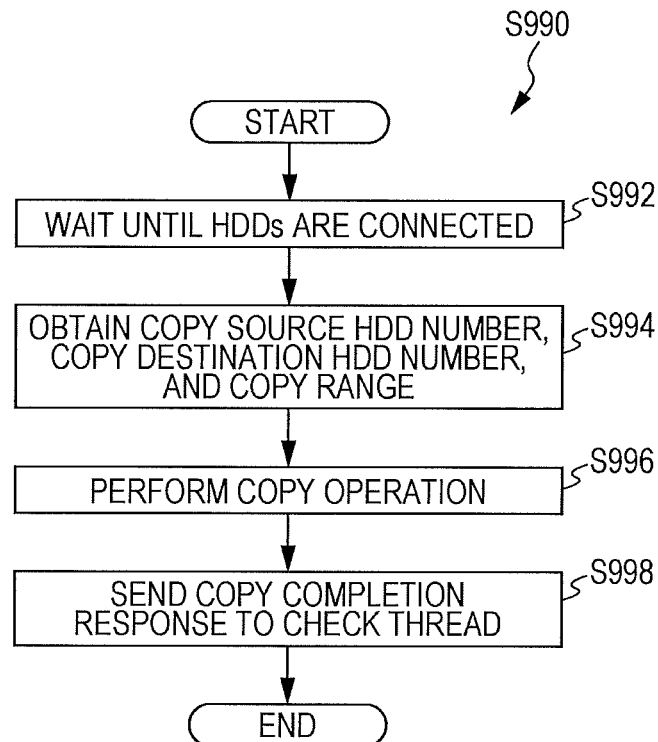 S990
START
S992
WAIT UNTIL HDDs ARE CONNECTED
S994
OBTAIN COPY SOURCE HDD NUMBER,
COPY DESTINATION HDD NUMBER,
AND COPY RANGE
S996
PERFORM COPY OPERATION
S998
SEND COPY COMPLETION
RESPONSE TO CHECK THREAD
END